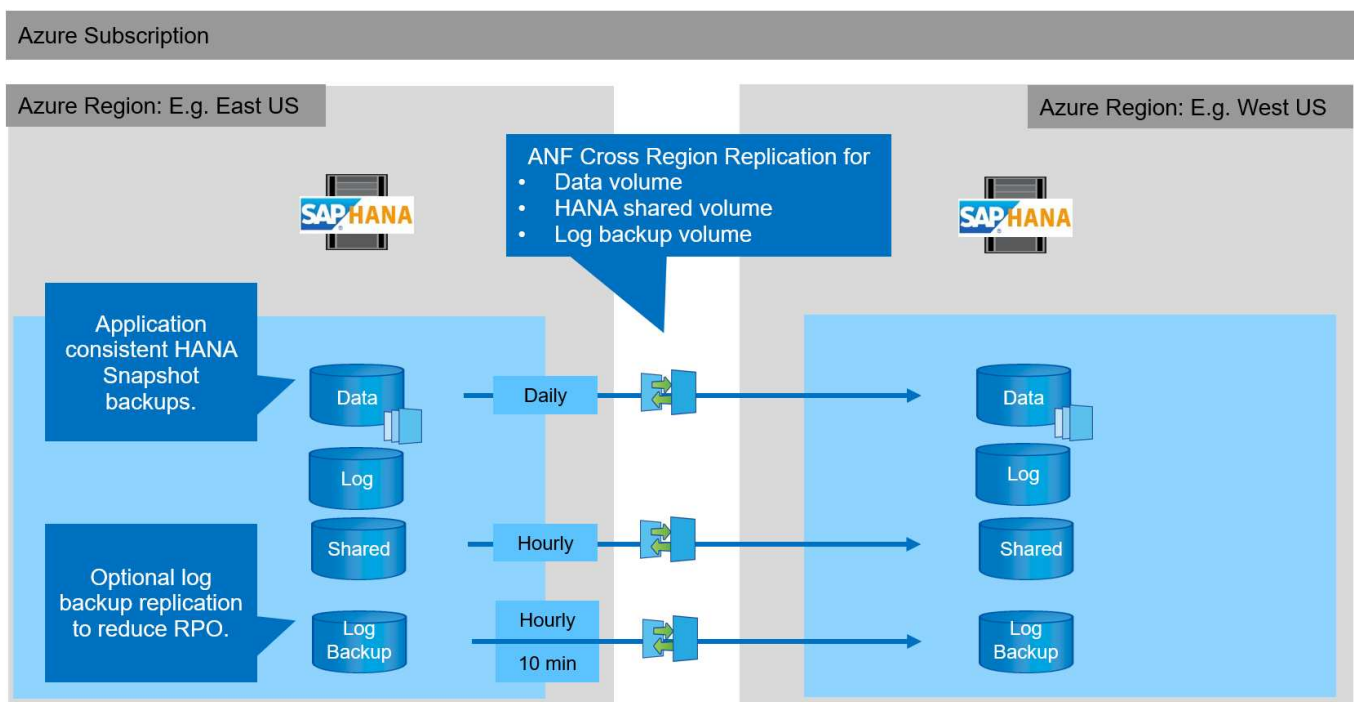 Azure Subscription
Azure Region: E.g. East US
Azure Region: E.g. West US
ANF Cross Region Replication for
• Data volume
• HANA shared volume
• Log backup volume
SAP HANA
SAP HANA
Application
consistent HANA
Snapshot
backups.
Data
Daily
Data
Log
Log
Shared
Hourly
Shared
Optional log
backup replication
to reduce RPO.
Log
Backup
Hourly
10 min
Log
Backup